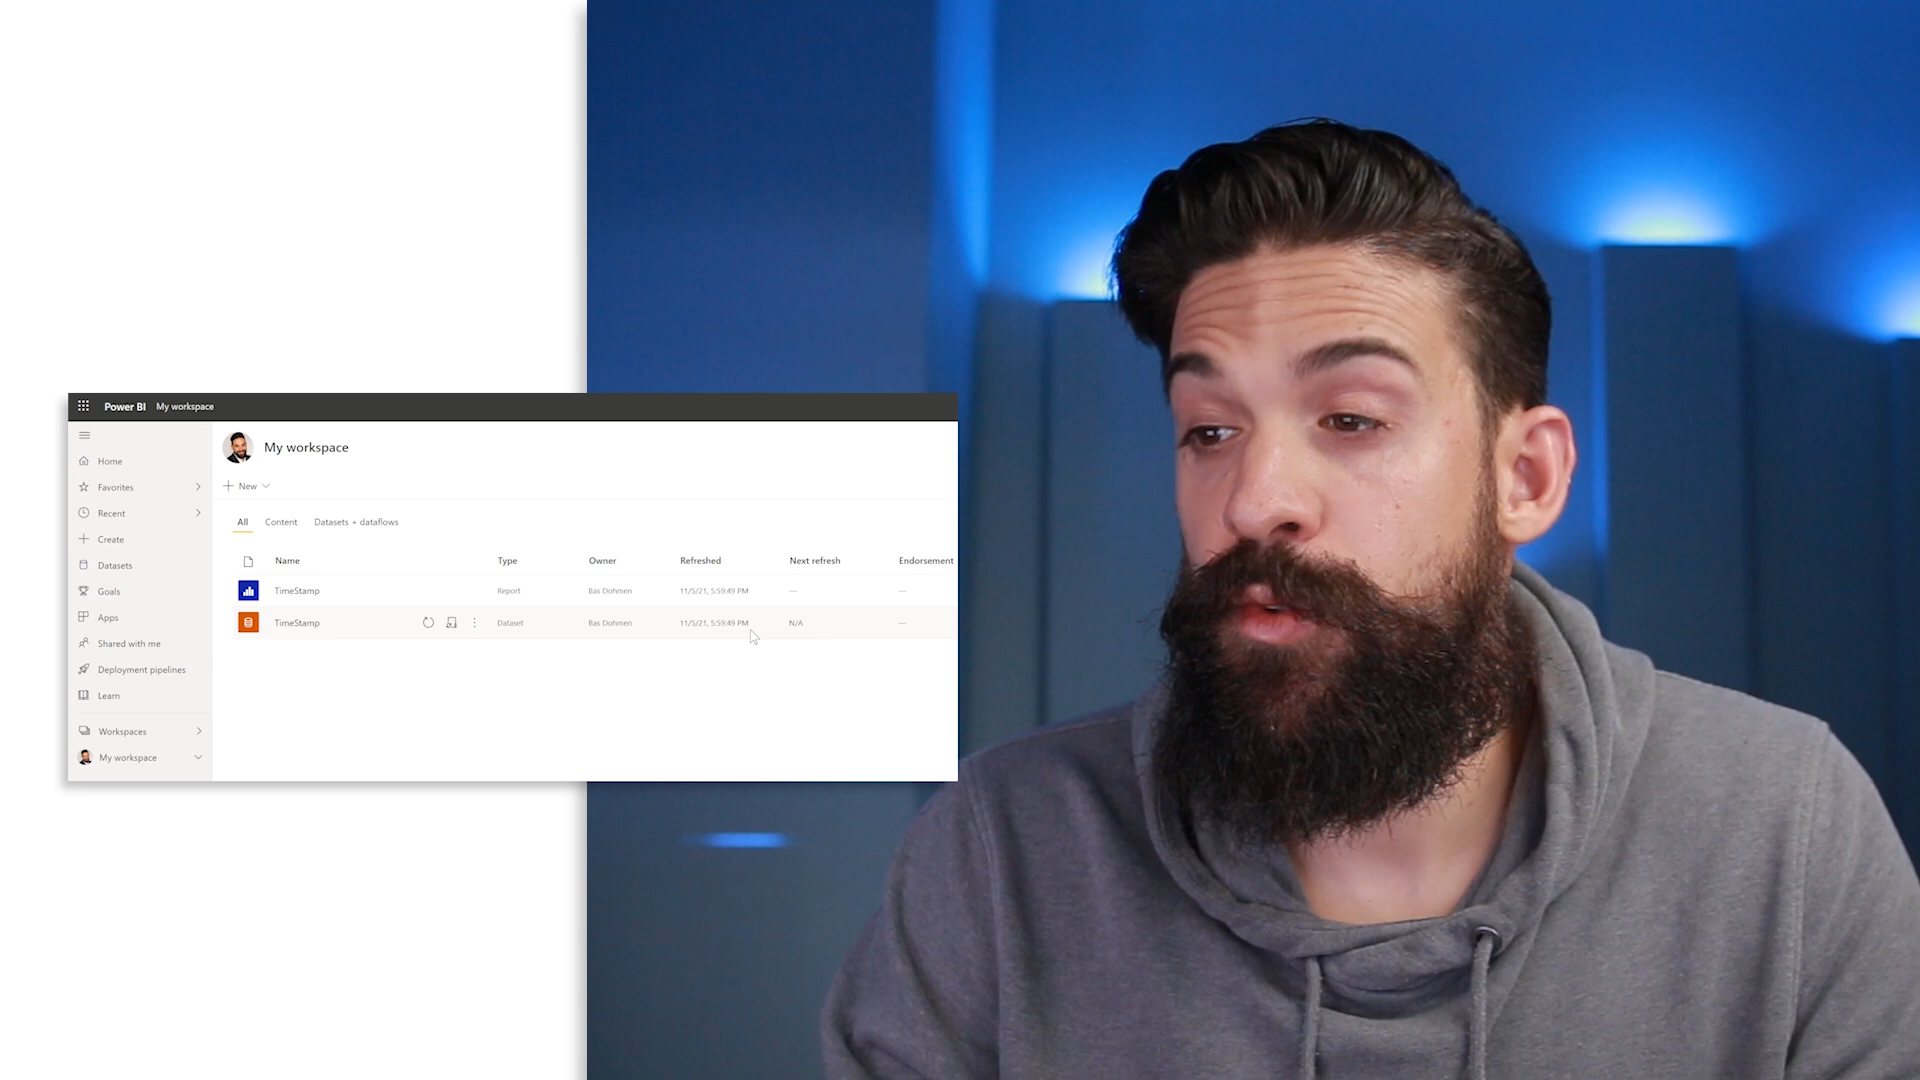 Power BI My workspace
My workspace
New
Home
Favorites
Recent
Create
Datasets
Goals
Apps
Shared with me
Deployment pipelines
Learn
Workspaces
My workspace
All Content Datasets + dataflows
Name Type Owner Refreshed Next refresh Endorsement
TimeStamp Report Bas Dohmen 11/5/21, 5:59:49 PM —  —
TimeStamp Dataset Bas Dohmen 11/5/21, 5:59:49 PM N/A —